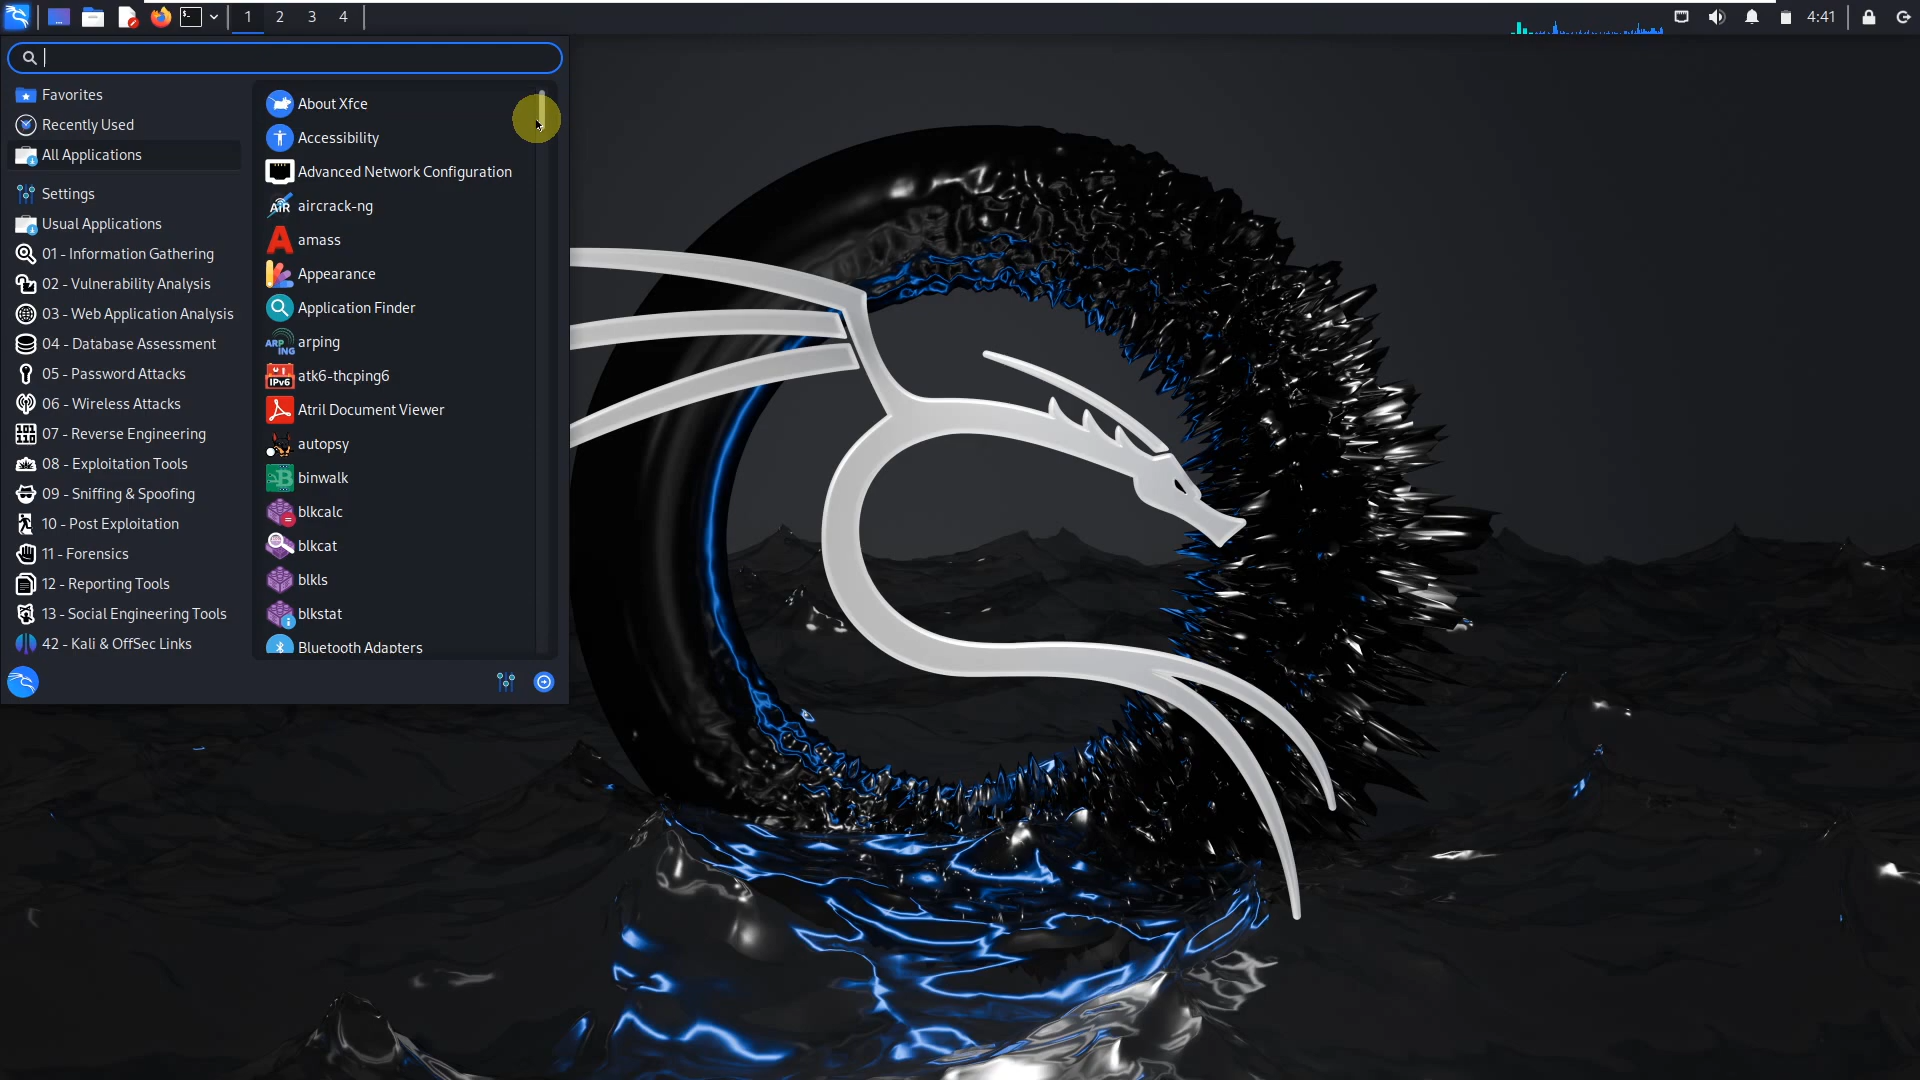 1 2 3 4
4:41
Favorites
Recently Used
All Applications
Settings
Usual Applications
01 - Information Gathering
02 - Vulnerability Analysis
03 - Web Application Analysis
04 - Database Assessment
05 - Password Attacks
06 - Wireless Attacks
07 - Reverse Engineering
08 - Exploitation Tools
09 - Sniffing & Spoofing
10 - Post Exploitation
11 - Forensics
12 - Reporting Tools
13 - Social Engineering Tools
42 - Kali & OffSec Links
About Xfce
Accessibility
Advanced Network Configuration
AIR aircrack-ng
amass
Appearance
Application Finder
ARPING arping
IPv6 atk6-thcping6
Atril Document Viewer
autopsy
binwalk
blkcalc
blkcat
blkls
blkstat
Bluetooth Adapters